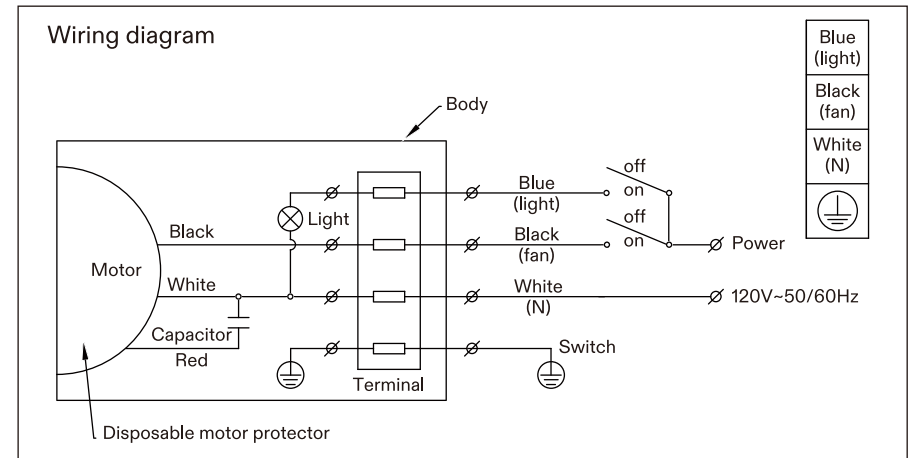 Wiring diagram
Blue
(light)
Black
(fan)
White
(N)
Body
off
on
Blue
(light)
Light
off
on
Black
Black
(fan)
Power
Motor
White
White
(N)
120V~50/60Hz
Capacitor
Red
Switch
Terminal
Disposable motor protector